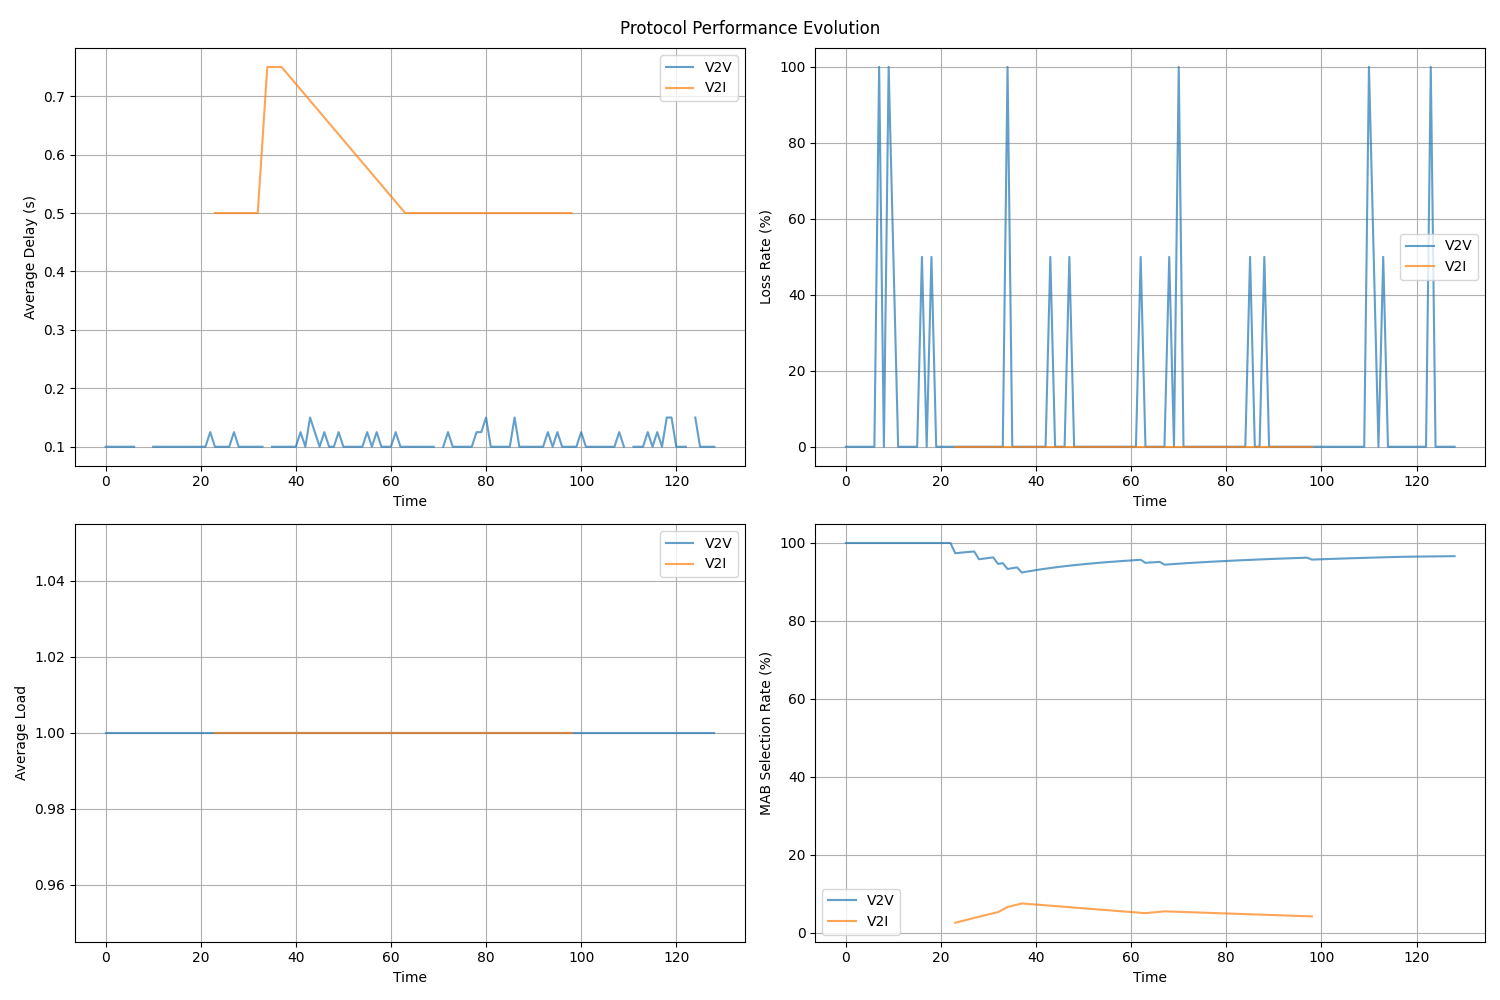 Protocol Performance Evolution
Average Delay (s)
0.7
0.6
0.5
0.4
0.3
0.2
0.1
0 20 40 60 80 100 120
Time
V2V
V2I
Loss Rate (%)
100
80
60
40
20
0
0 20 40 60 80 100 120
Time
V2V
V2I
Average Load
1.04
1.02
1.00
0.98
0.96
0 20 40 60 80 100 120
Time
V2V
V2I
MAB Selection Rate (%)
100
80
60
40
20
0
0 20 40 60 80 100 120
Time
V2V
V2I